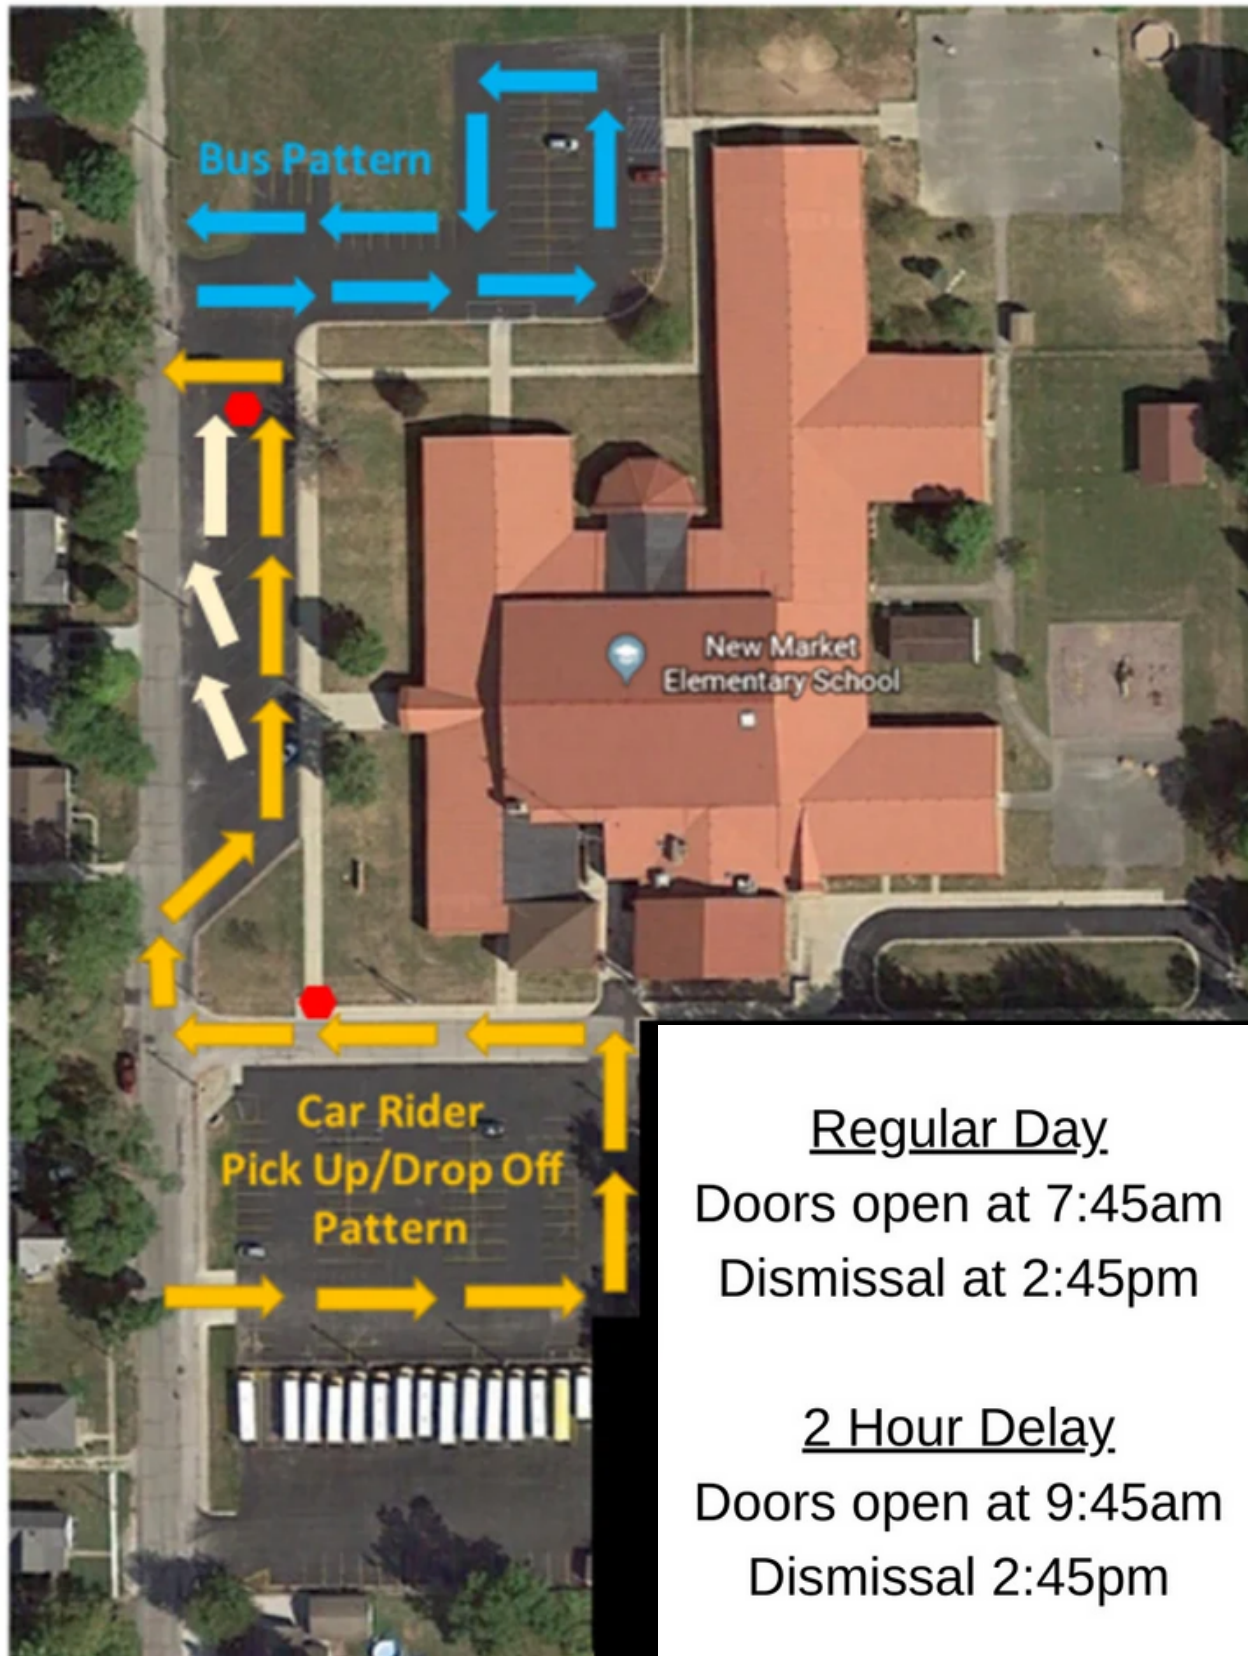 Bus Pattern
New Market
Elementary School
Car Rider
Pick Up/Drop Off
Pattern
Regular Day
Doors open at 7:45am
Dismissal at 2:45pm
2 Hour Delay
Doors open at 9:45am
Dismissal 2:45pm